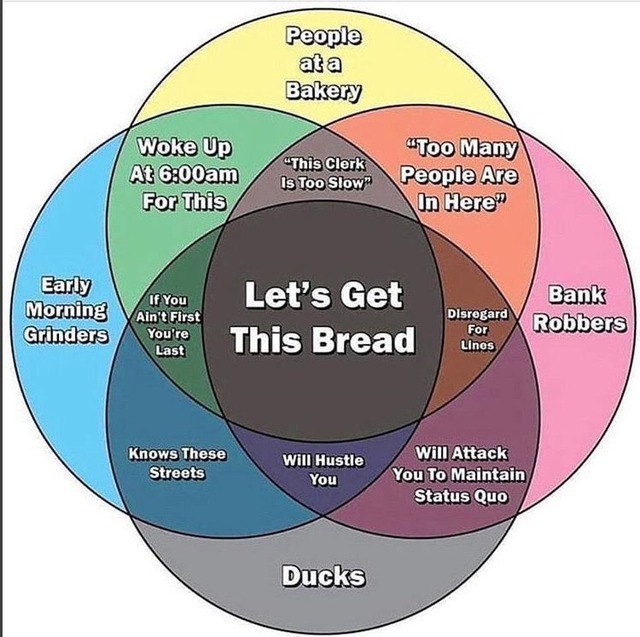 People
at a
Bakery
Woke Up
At 6:00am
For This
"This Clerk
Is Too Slow"
"Too Many
People Are
In Here"
Early
Morning
Grinders
If You
Ain't First
You're
Last
Let's Get
This Bread
Disregard
For
Lines
Bank
Robbers
Knows These
Streets
Will Hustle
You
Will Attack
You To Maintain
Status Quo
Ducks